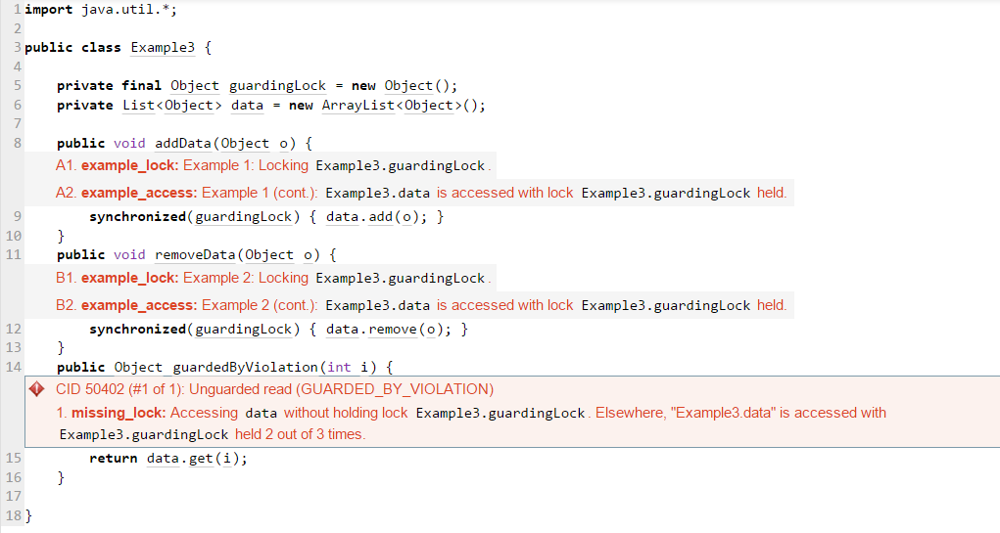 1 import java.util.*;
2
3 public class Example3 {
4
5 private final Object guardingLock = new Object();
6 private List<Object> data = new ArrayList<Object>();
7
8 public void addData(Object o) {
A1. example_lock: Example 1: Locking Example3.guardingLock.
A2. example_access: Example 1 (cont.): Example3.data is accessed with lock Example3.guardingLock held.
9 synchronized(guardingLock) { data.add(o); }
10 }
11 public void removeData(Object o) {
B1. example_lock: Example 2: Locking Example3.guardingLock.
B2. example_access: Example 2 (cont.): Example3.data is accessed with lock Example3.guardingLock held.
12 synchronized(guardingLock) { data.remove(o); }
13 }
14 public Object guardedByViolation(int i) {
CID 50402 (#1 of 1): Unguarded read (GUARDED_BY_VIOLATION)
1. missing_lock: Accessing data without holding lock Example3.guardingLock. Elsewhere, "Example3.data" is accessed with
Example3.guardingLock held 2 out of 3 times.
15 return data.get(i);
16 }
17
18 }